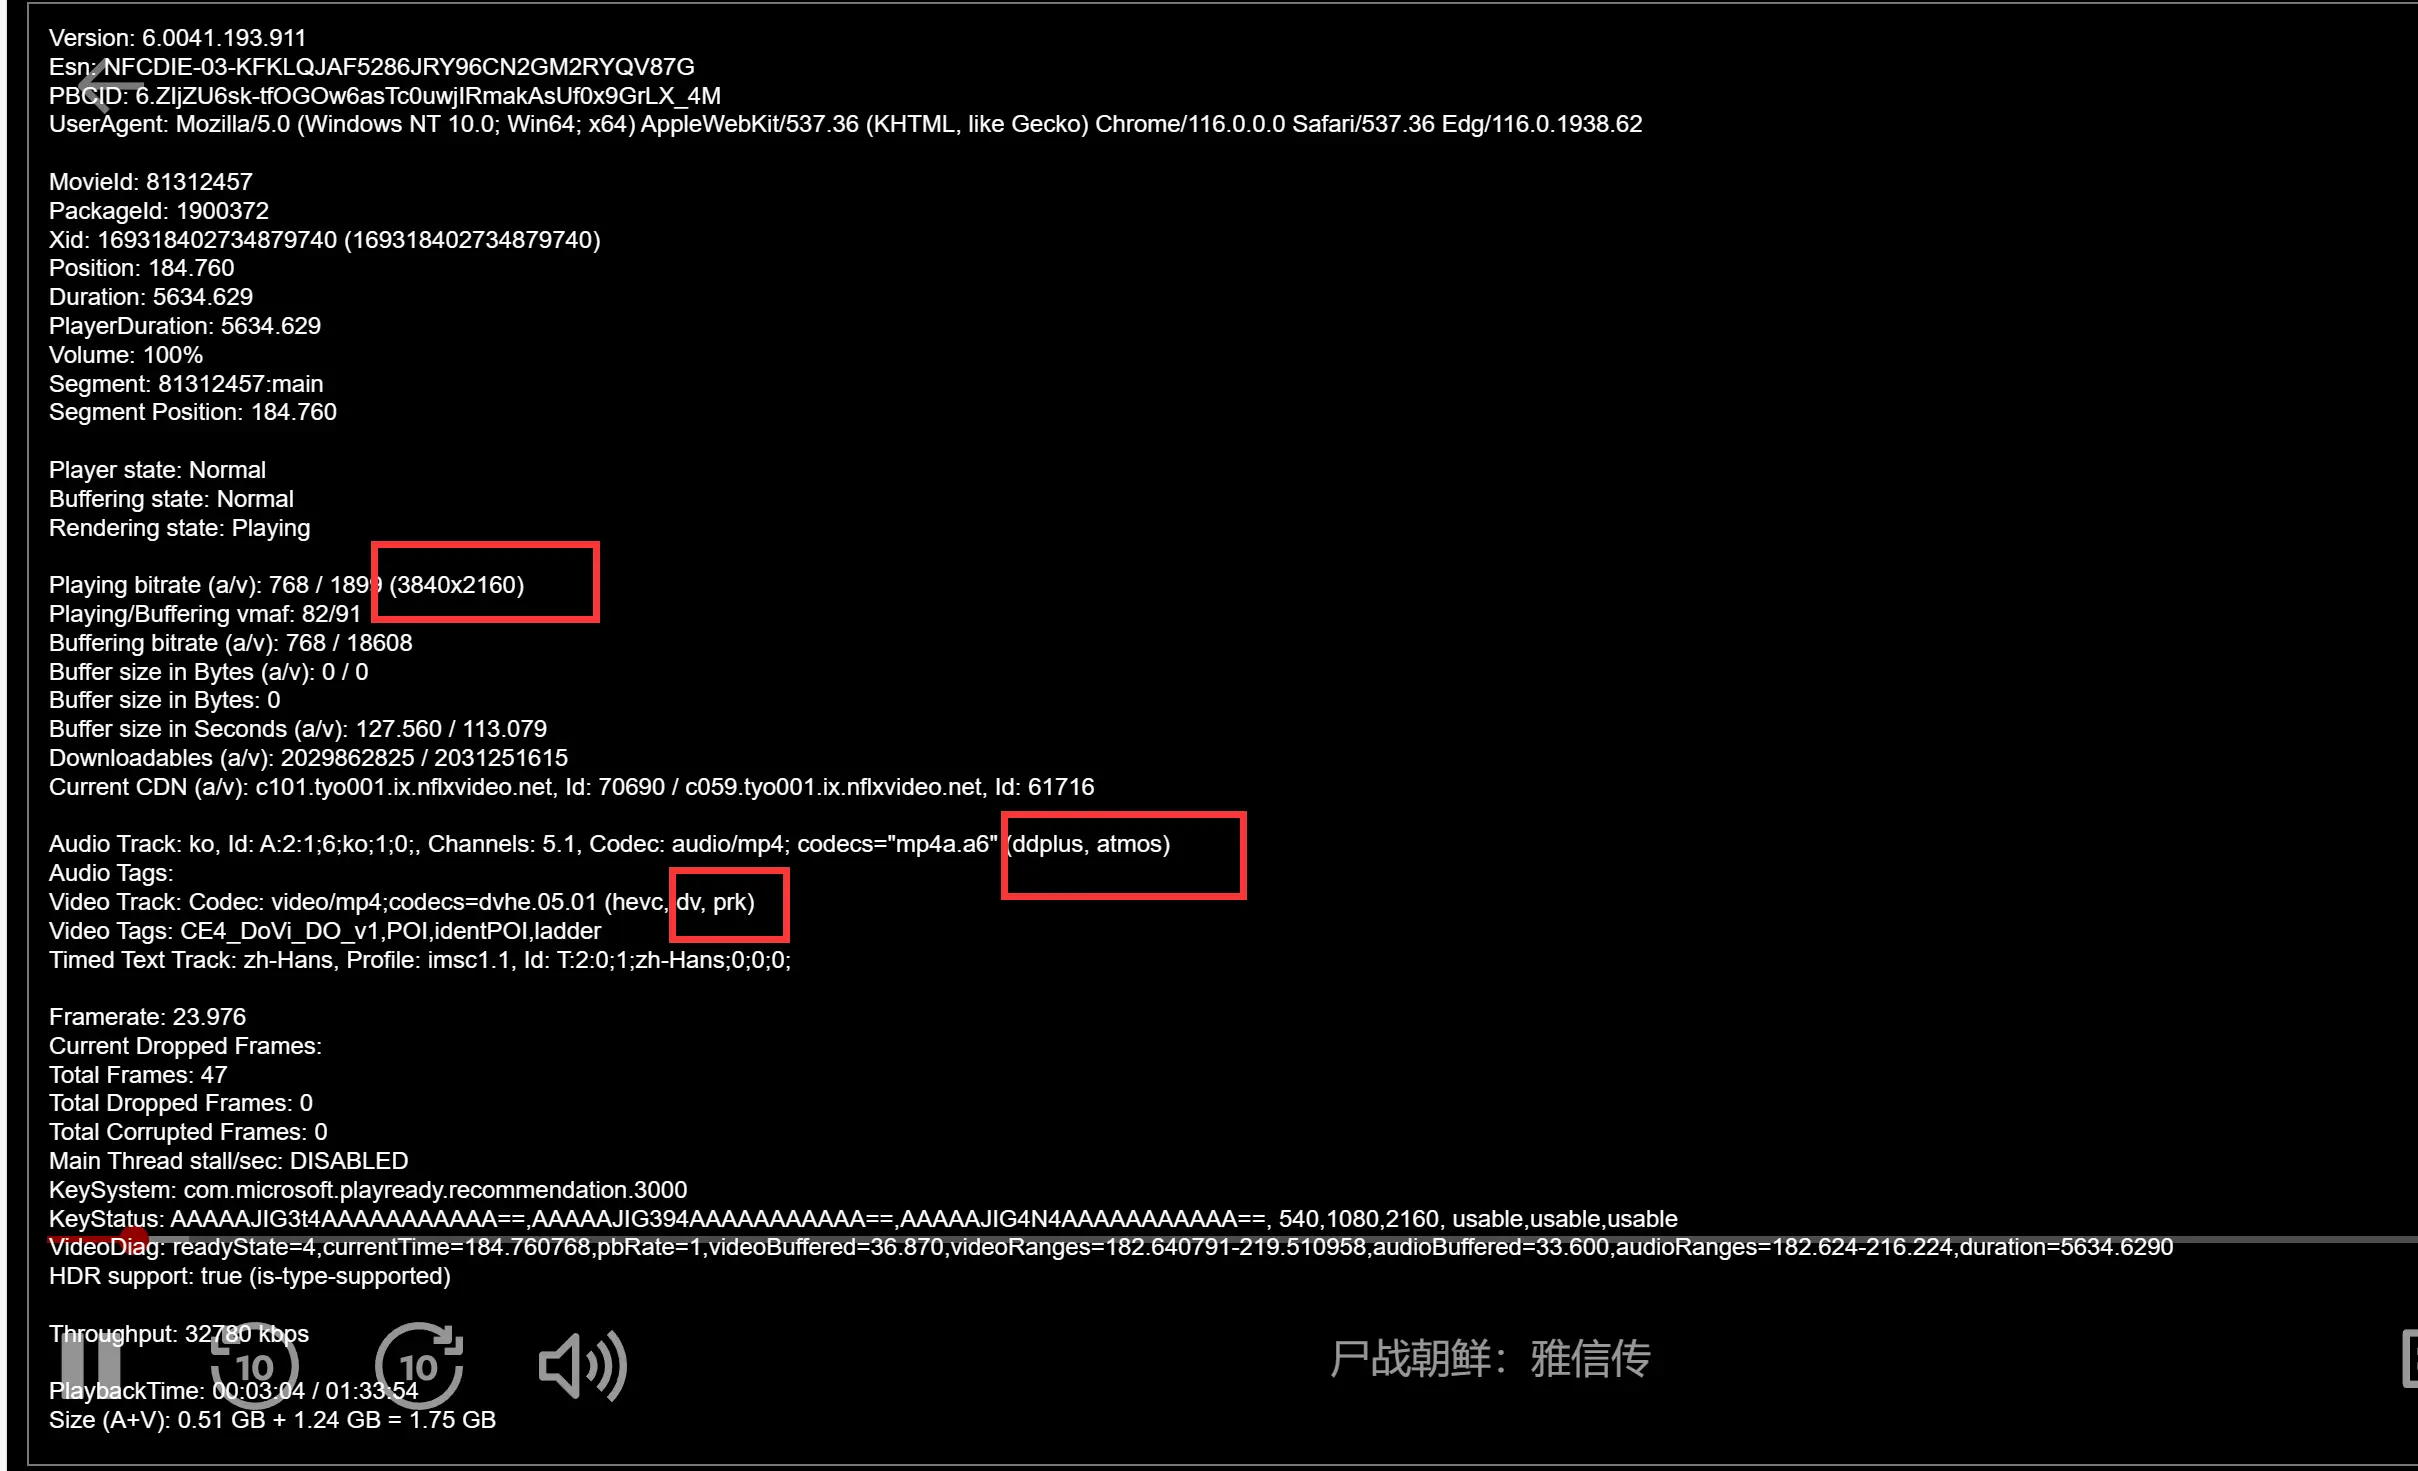 Version: 6.0041.193.911
Esn: NFCDIE-03-KFKLQJAF5286JRY96CN2GM2RYQV87G
PBCID: 6.ZIjZU6sk-tfOGOw6asTc0uwjIRmakAsUf0x9GrLX_4M
UserAgent: Mozilla/5.0 (Windows NT 10.0; Win64; x64) AppleWebKit/537.36 (KHTML, like Gecko) Chrome/116.0.0.0 Safari/537.36 Edg/116.0.1938.62
MovieId: 81312457
PackageId: 1900372
Xid: 169318402734879740 (169318402734879740)
Position: 184.760
Duration: 5634.629
PlayerDuration: 5634.629
Volume: 100%
Segment: 81312457:main
Segment Position: 184.760
Player state: Normal
Buffering state: Normal
Rendering state: Playing
Playing bitrate (a/v): 768 / 1899 (3840x2160)
Playing/Buffering vmaf: 82/91
Buffering bitrate (a/v): 768 / 18608
Buffer size in Bytes (a/v): 0 / 0
Buffer size in Bytes: 0
Buffer size in Seconds (a/v): 127.560 / 113.079
Downloadables (a/v): 2029862825 / 2031251615
Current CDN (a/v): c101.tyo001.ix.nflxvideo.net, Id: 70690 / c059.tyo001.ix.nflxvideo.net, Id: 61716
Audio Track: ko, Id: A:2:1;6;ko;1;0;, Channels: 5.1, Codec: audio/mp4; codecs="mp4a.a6" (ddplus, atmos)
Audio Tags:
Video Track: Codec: video/mp4;codecs=dvhe.05.01 (hevc, dv, prk)
Video Tags: CE4_DoVi_DO_v1,POI,identPOI,ladder
Timed Text Track: zh-Hans, Profile: imsc1.1, Id: T:2:0;1;zh-Hans;0;0;0;
Framerate: 23.976
Current Dropped Frames:
Total Frames: 47
Total Dropped Frames: 0
Total Corrupted Frames: 0
Main Thread stall/sec: DISABLED
KeySystem: com.microsoft.playready.recommendation.3000
KeyStatus: AAAAAJIG3t4AAAAAAAAAAA==,AAAAAJIG394AAAAAAAAAAA==,AAAAAJIG4N4AAAAAAAAAAA==, 540,1080,2160, usable,usable,usable
VideoDiag: readyState=4,currentTime=184.760768,pbRate=1,videoBuffered=36.870,videoRanges=182.640791-219.510958,audioBuffered=33.600,audioRanges=182.624-216.224,duration=5634.6290
HDR support: true (is-type-supported)
Throughput: 32780 kbps
10
10
尸战朝鲜：雅信传
PlaybackTime: 00:03:04 / 01:33:54
Size (A+V): 0.51 GB + 1.24 GB = 1.75 GB